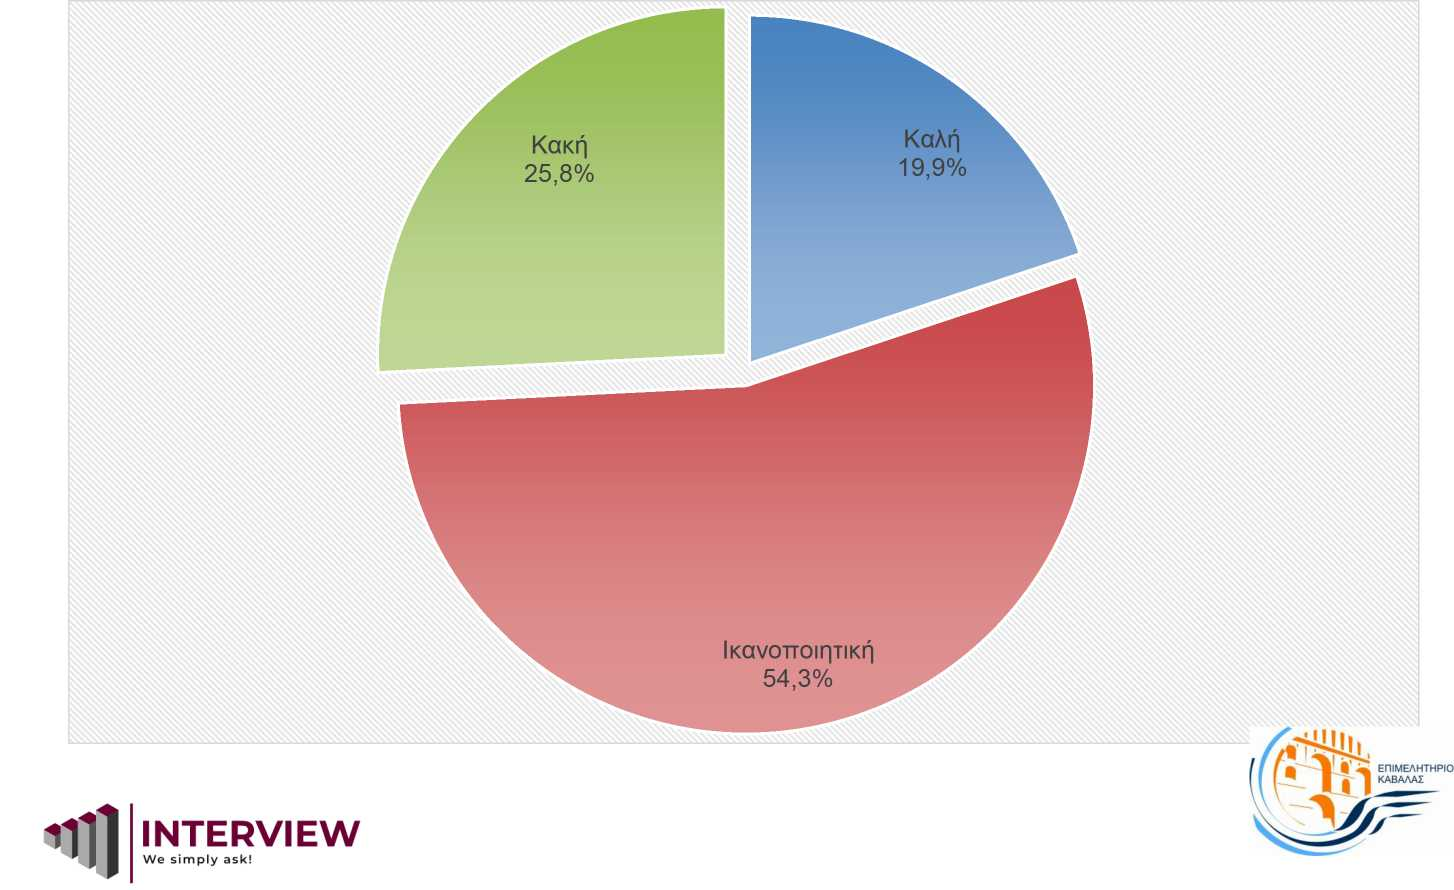 Κακή
25,8%
Καλή
19,9%
Ικανοποιητική
54,3%
ΕΠΙΜΕΛΗΤΗΡΙΟ
ΚΑΒΑΛΑΣ
INTERVIEW
We simply ask!